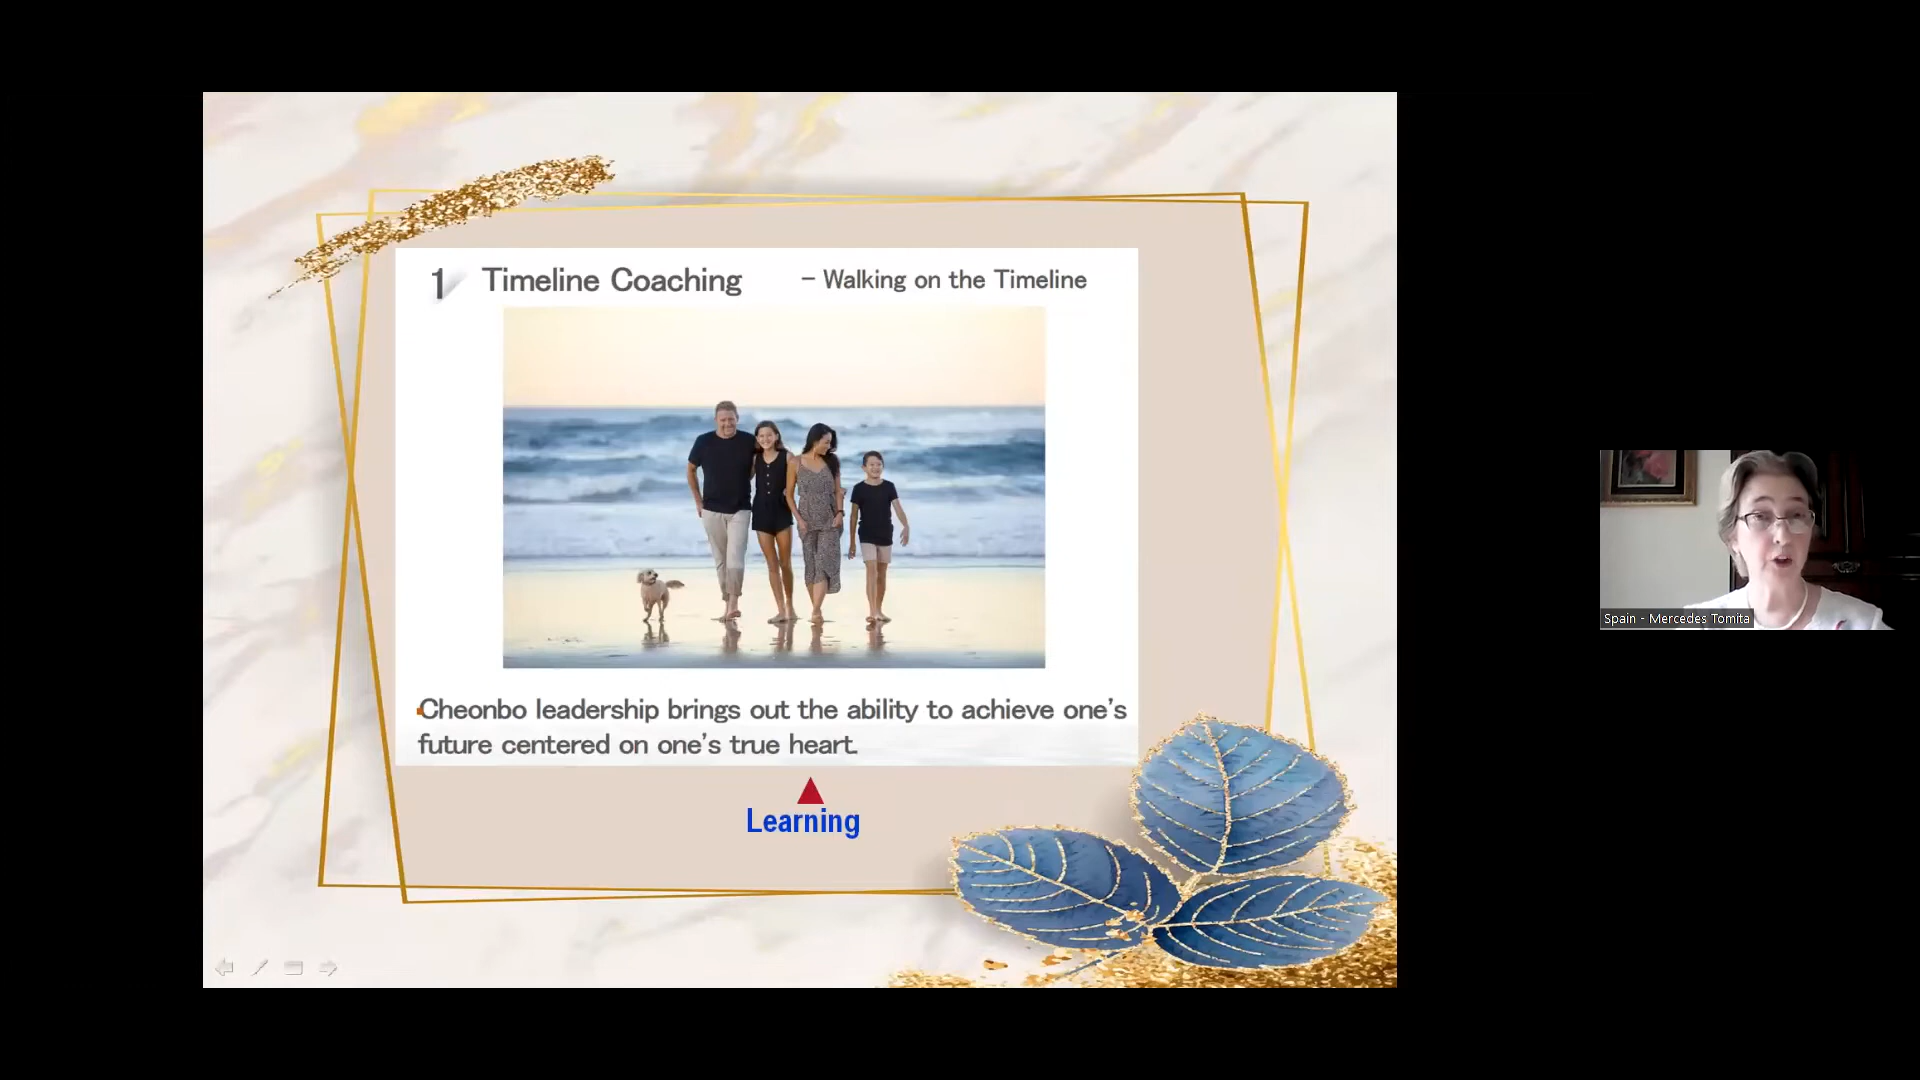 1 Timeline Coaching – Walking on the Timeline
Cheonbo leadership brings out the ability to achieve one's
future centered on one's true heart.
Learning
Spain - Mercedes Tomita